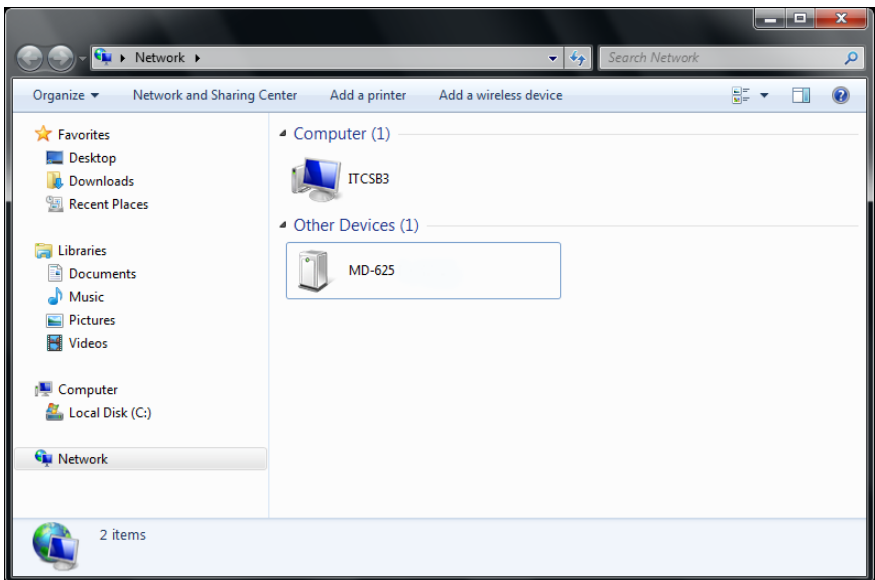 Network
Search Network
Organize
Network and Sharing Center
Add a printer
Add a wireless device
Favorites
Desktop
Downloads
Recent Places
Libraries
Documents
Music
Pictures
Videos
Computer
Local Disk (C:)
Network
Computer (1)
ITCSB3
Other Devices (1)
MD-625
2 items